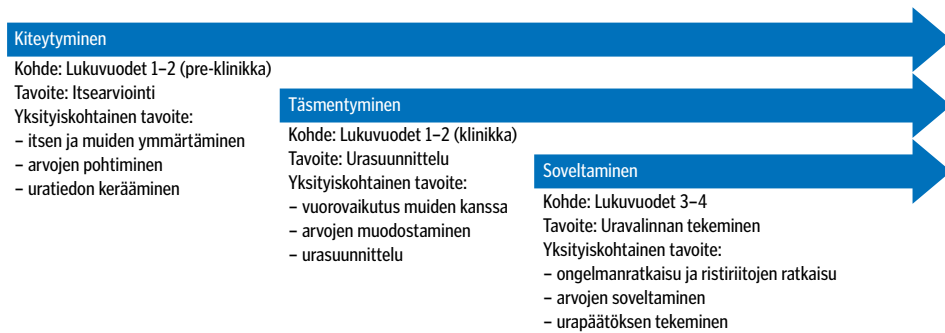 Kiteytyminen
Kohde: Lukuvuodet 1–2 (pre-klinikka)
Tavoite: Itsearviointi
Yksityiskohtainen tavoite:
– itsen ja muiden ymmärtäminen
– arvojen pohtiminen
– uratiedon kerääminen
Täsmentyminen
Kohde: Lukuvuodet 1–2 (klinikka)
Tavoite: Urasuunnittelu
Yksityiskohtainen tavoite:
– vuorovaikutus muiden kanssa
– arvojen muodostaminen
– urasuunnittelu
Soveltaminen
Kohde: Lukuvuodet 3–4
Tavoite: Uravalinnan tekeminen
Yksityiskohtainen tavoite:
– ongelmanratkaisu ja ristiriitojen ratkaisu
– arvojen soveltaminen
– urapäätöksen tekeminen